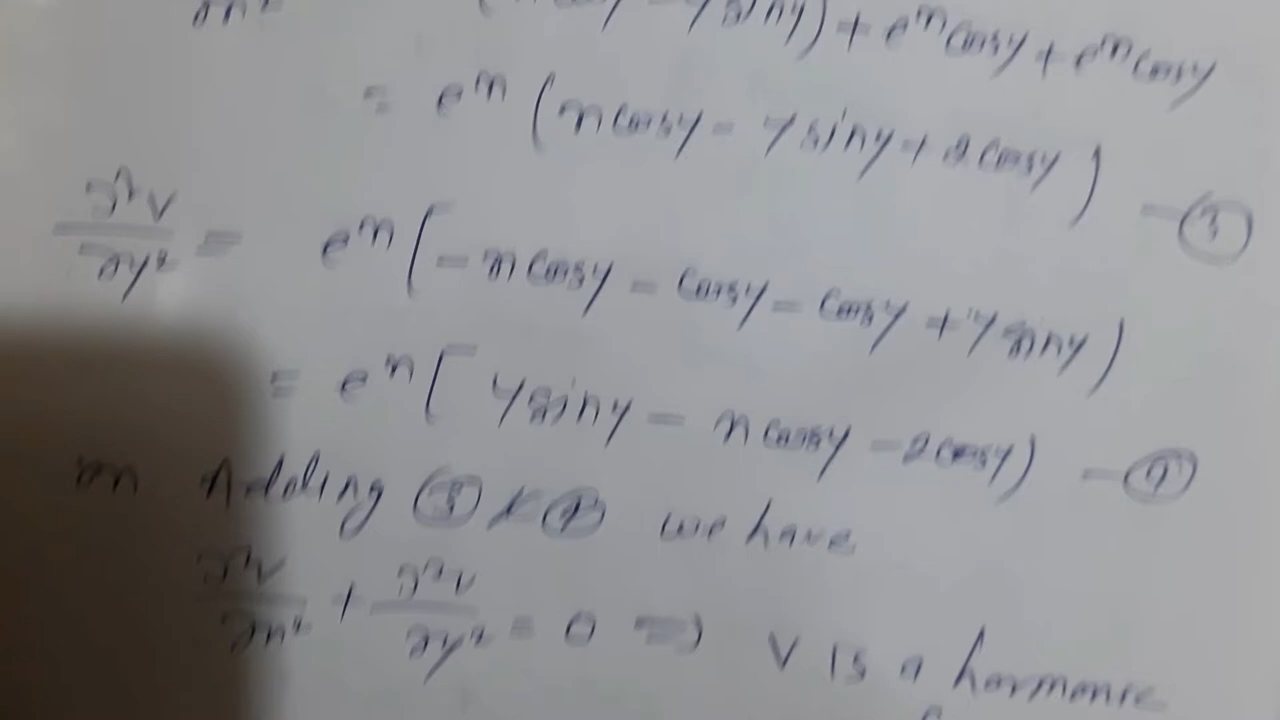 y sin y) + e^x cos y + e^x cos y
= e^x (x cos y - y sin y + 2 cos y) - ③
∂²v/∂y² = e^x [- x cos y - cos y - cos y + y sin y)
= e^x [ y sin y - x cos y - 2 cos y) - ④
on Adding ③ & ④ we have
∂²v/∂x² + ∂²v/∂y² = 0 => v is a harmonic